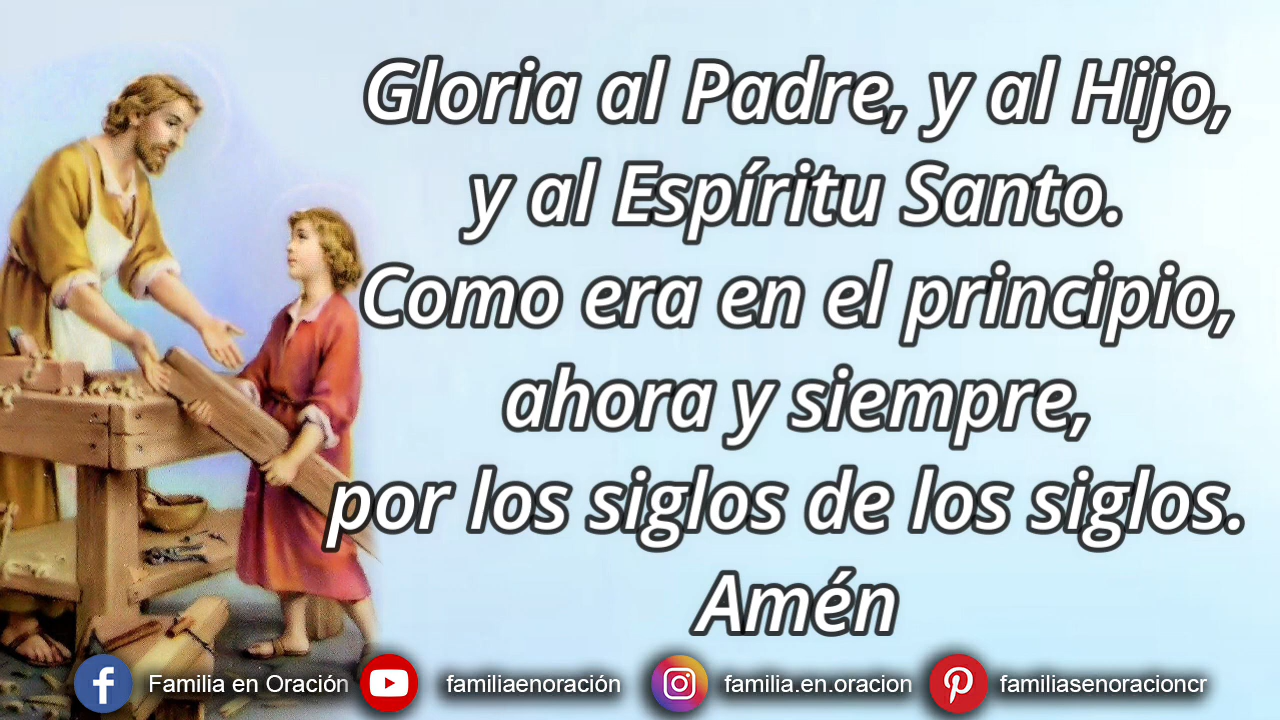 Gloria al Padre, y al Hijo,
y al Espíritu Santo.
Como era en el principio,
ahora y siempre,
por los siglos de los siglos.
Amén
Familia en Oración familiaenoración familia.en.oracion familiasenoracioncr